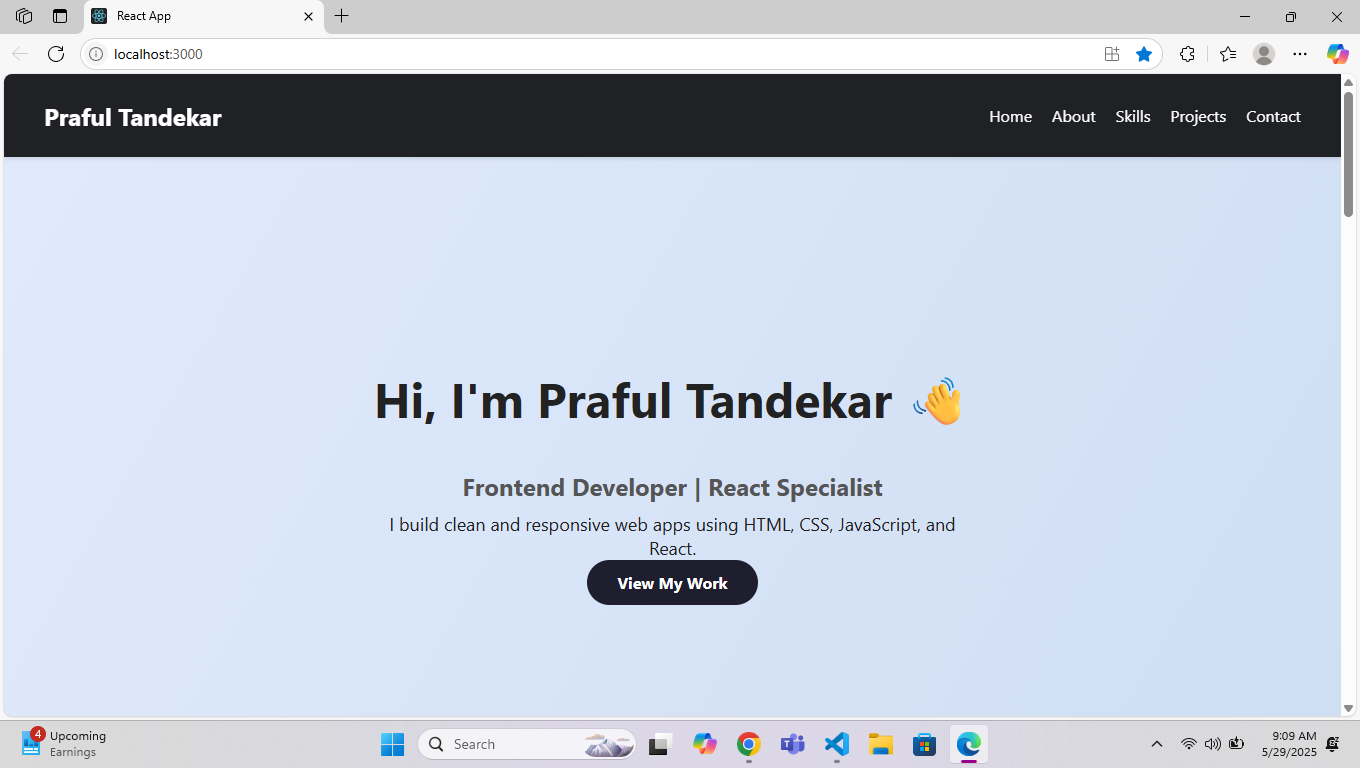 React App
localhost:3000
Praful Tandekar
Home About Skills Projects Contact
Hi, I'm Praful Tandekar 👋
Frontend Developer | React Specialist
I build clean and responsive web apps using HTML, CSS, JavaScript, and
React.
View My Work
4
Upcoming
Earnings
Search
9:09 AM
5/29/2025